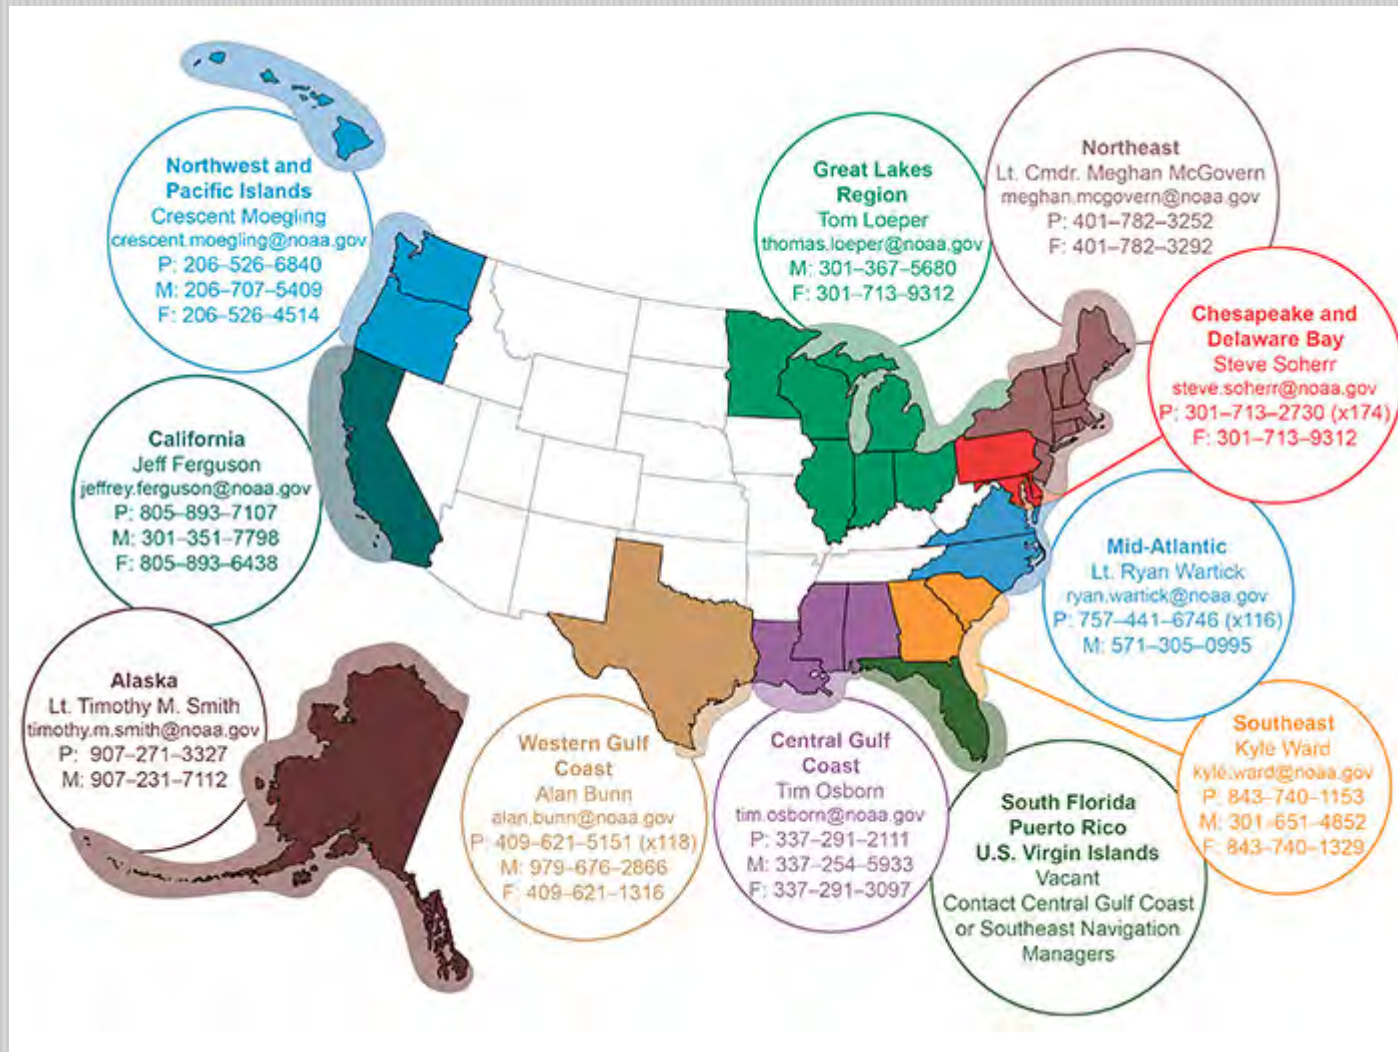 Northwest and
Pacific Islands
Crescent Moegling
crescent.moegling@noaa.gov
P: 206–526–6840
M: 206–707–5409
F: 206–526–4514
Great Lakes
Region
Tom Loeper
thomas.loeper@noaa.gov
M: 301–367–5680
F: 301–713–9312
Northeast
Lt. Cmdr. Meghan McGovern
meghan.mcgovern@noaa.gov
P: 401–782–3252
F: 401–782–3292
Chesapeake and
Delaware Bay
Steve Soherr
steve.soherr@noaa.gov
P: 301–713–2730 (x174)
F: 301–713–9312
California
Jeff Ferguson
jeffrey.ferguson@noaa.gov
P: 805–893–7107
M: 301–351–7798
F: 805–893–6438
Mid-Atlantic
Lt. Ryan Wartick
ryan.wartick@noaa.gov
P: 757–441–6746 (x116)
M: 571–305–0995
Alaska
Lt. Timothy M. Smith
timothy.m.smith@noaa.gov
P: 907–271–3327
M: 907–231–7112
Western Gulf
Coast
Alan Bunn
alan.bunn@noaa.gov
P: 409–621–5151 (x118)
M: 979–676–2866
F: 409–621–1316
Central Gulf
Coast
Tim Osborn
tim.osborn@noaa.gov
P: 337–291–2111
M: 337–254–5933
F: 337–291–3097
South Florida
Puerto Rico
U.S. Virgin Islands
Vacant
Contact Central Gulf Coast
or Southeast Navigation
Managers
Southeast
Kyle Ward
kyle.ward@noaa.gov
P: 843–740–1153
M: 301–651–4852
F: 843–740–1329